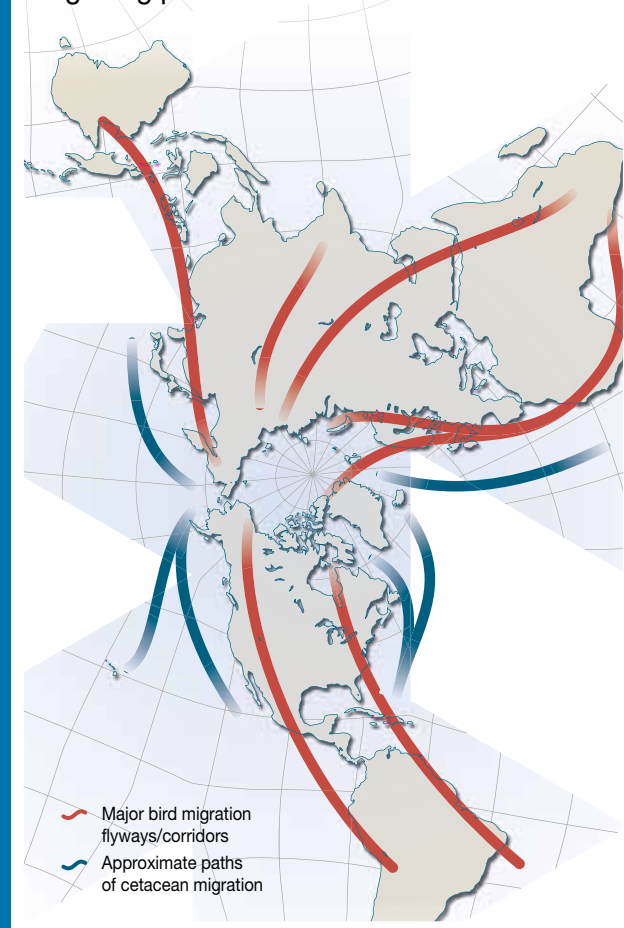 Major bird migration
flyways/corridors
Approximate paths
of cetacean migration